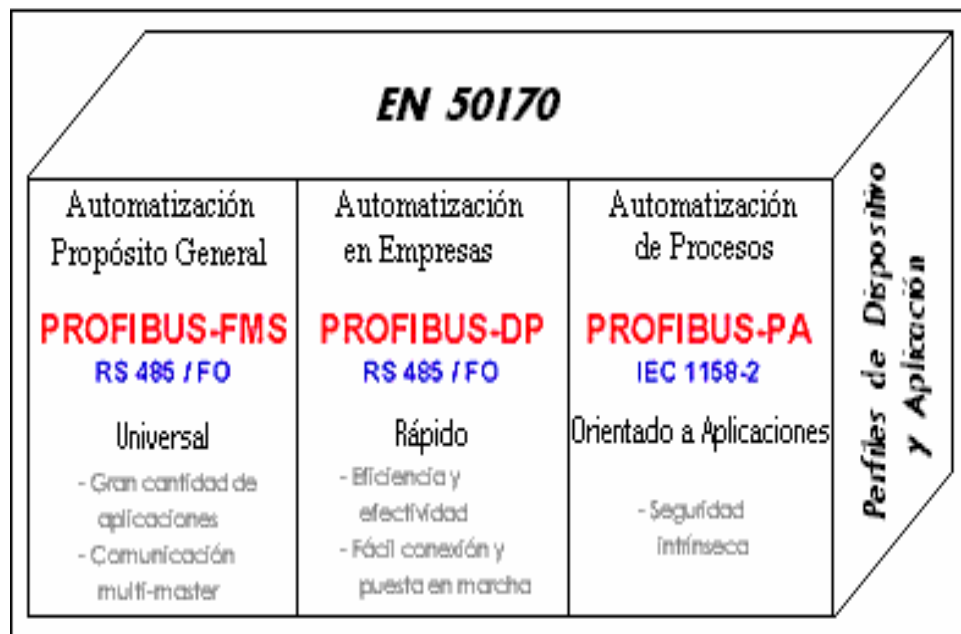 EN 50170
Automatización
Propósito General
PROFIBUS-FMS
RS 485 / FO
Universal
- Gran cantidad de
aplicaciones
- Comunicación
multi-master
Automatización
en Empresas
PROFIBUS-DP
RS 485 / FO
Rápido
- Eficiencia y
efectividad
- Fácil conexión y
puesta en marcha
Automatización
de Procesos
PROFIBUS-PA
IEC 1158-2
Orientado a Aplicaciones
- Seguridad
intrínseca
Perfiles de Dispositivo
y Aplicación